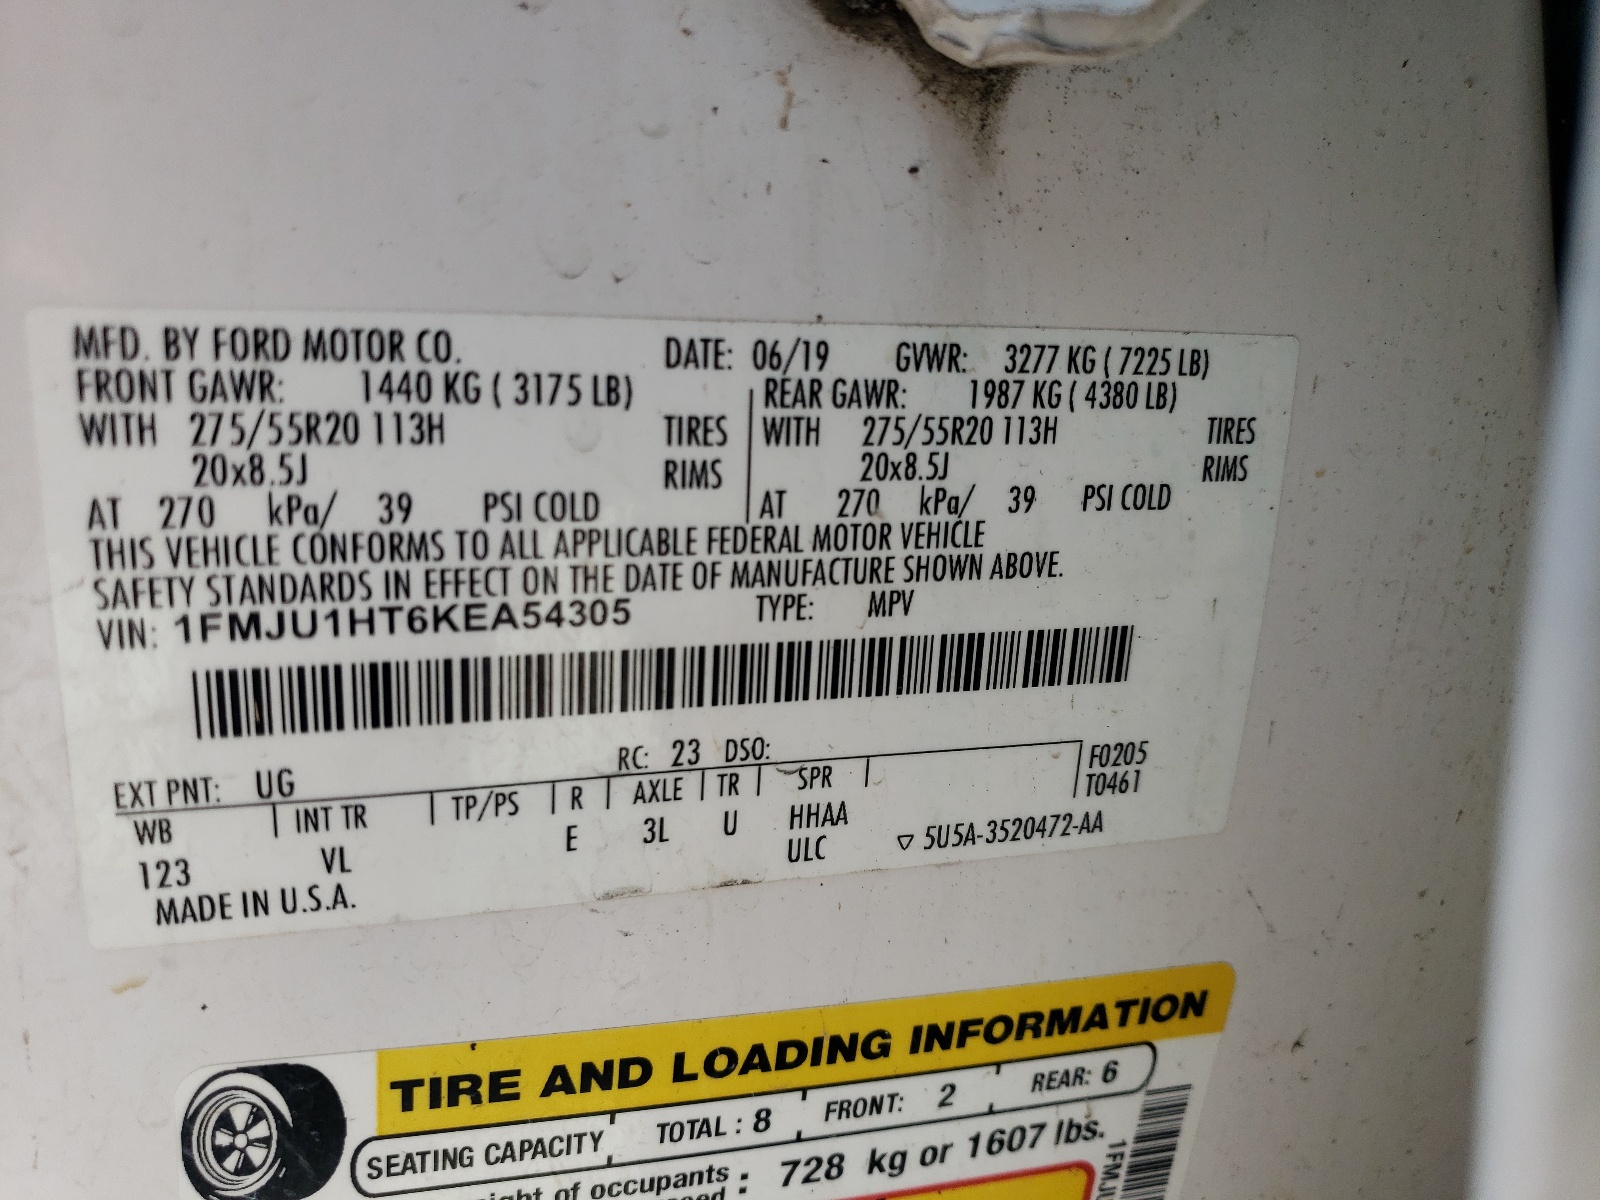 MFD. BY FORD MOTOR CO. DATE: 06/19 GVWR: 3277 KG ( 7225 LB)
FRONT GAWR: 1440 KG ( 3175 LB) REAR GAWR: 1987 KG ( 4380 LB)
WITH 275/55R20 113H TIRES WITH 275/55R20 113H TIRES
20x8.5J RIMS 20x8.5J RIMS
AT 270 kPa/ 39 PSI COLD AT 270 kPa/ 39 PSI COLD
THIS VEHICLE CONFORMS TO ALL APPLICABLE FEDERAL MOTOR VEHICLE
SAFETY STANDARDS IN EFFECT ON THE DATE OF MANUFACTURE SHOWN ABOVE.
VIN: 1FMJU1HT6KEA54305 TYPE: MPV
EXT PNT: UG RC: 23 DSO: F0205
WB INT TR TP/PS R AXLE TR SPR T0461
123 VL E 3L U HHAA
ULC 5U5A-3520472-AA
MADE IN U.S.A.
TIRE AND LOADING INFORMATION
SEATING CAPACITY TOTAL : 8 FRONT: 2 REAR: 6
of occupants : 728 kg or 1607 lbs.
1FMJU